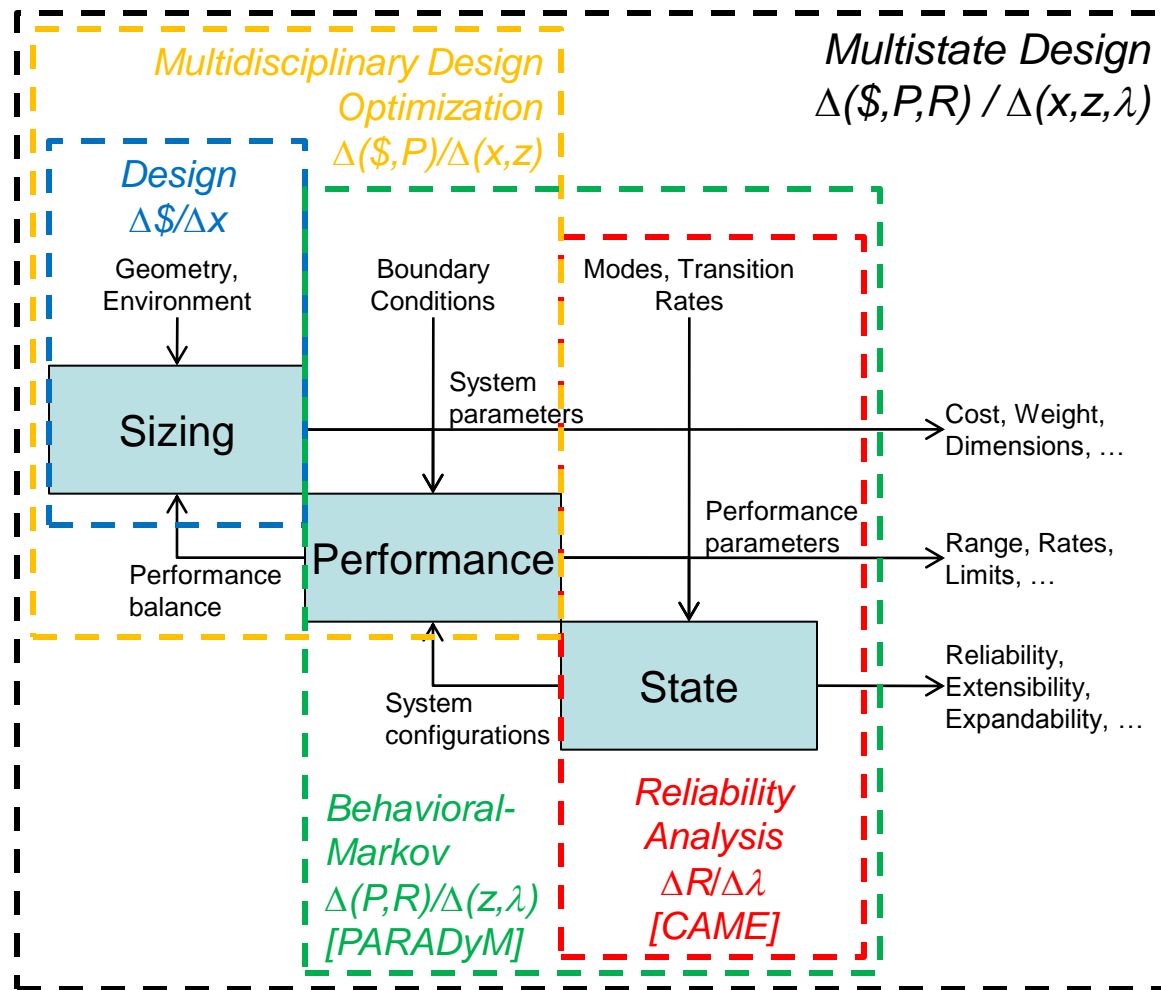 Multistate Design
Δ($,P,R) / Δ(x,z,λ)
Multidisciplinary Design
Optimization
Δ($,P)/Δ(x,z)
Design
Δ$/Δx
Geometry,
Environment
Boundary
Conditions
Modes, Transition
Rates
Sizing
System
parameters
Cost, Weight,
Dimensions, …
Performance
Performance
balance
Performance
parameters
Range, Rates,
Limits, …
State
System
configurations
Reliability,
Extensibility,
Expandability, …
Behavioral-
Markov
Δ(P,R)/Δ(z,λ)
[PARADyM]
Reliability
Analysis
ΔR/Δλ
[CAME]